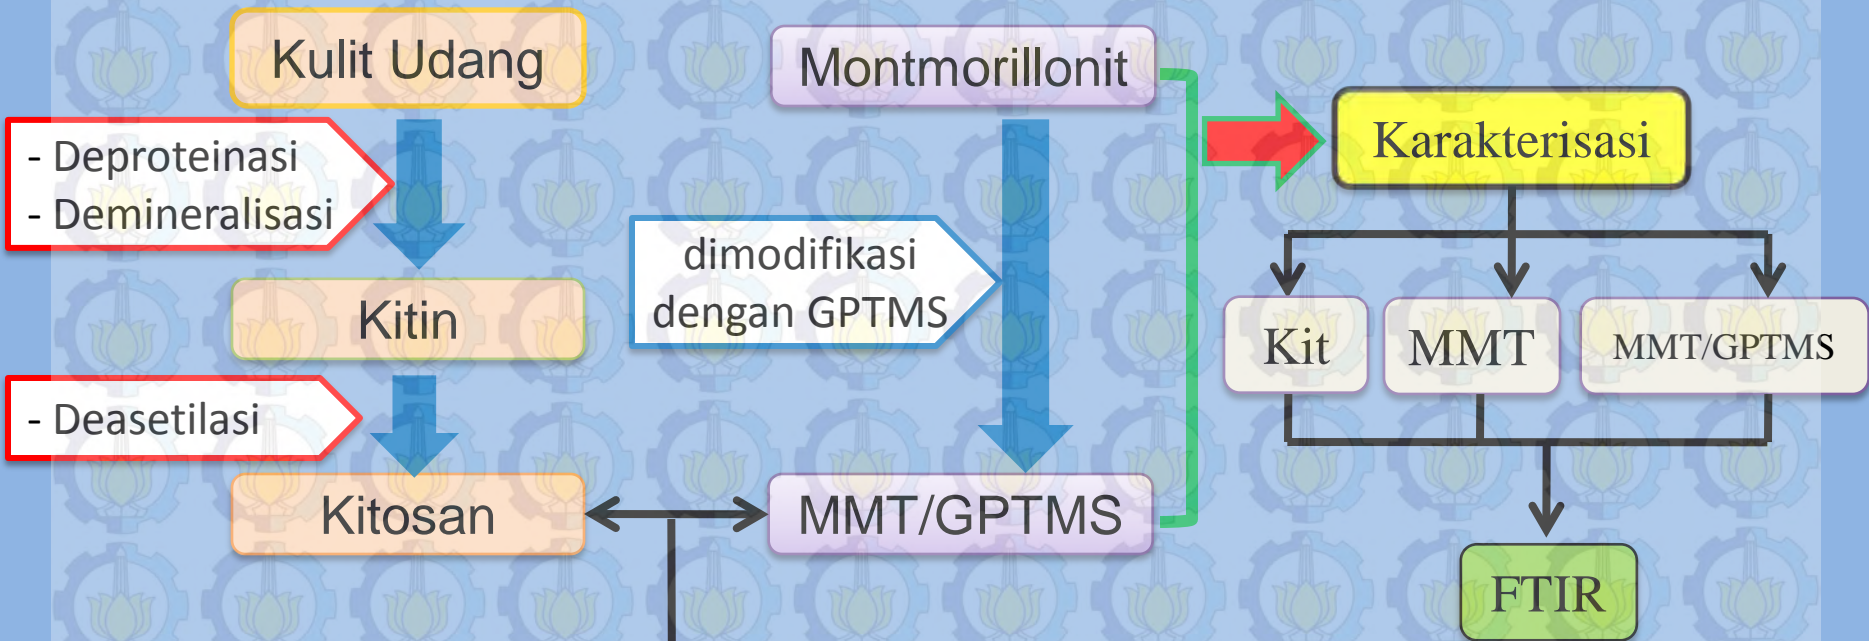 Kulit Udang
- Deproteinasi
- Demineralisasi
Kitin
- Deasetilasi
Kitosan
Montmorillonit
dimodifikasi
dengan GPTMS
MMT/GPTMS
Karakterisasi
Kit
MMT
MMT/GPTMS
FTIR